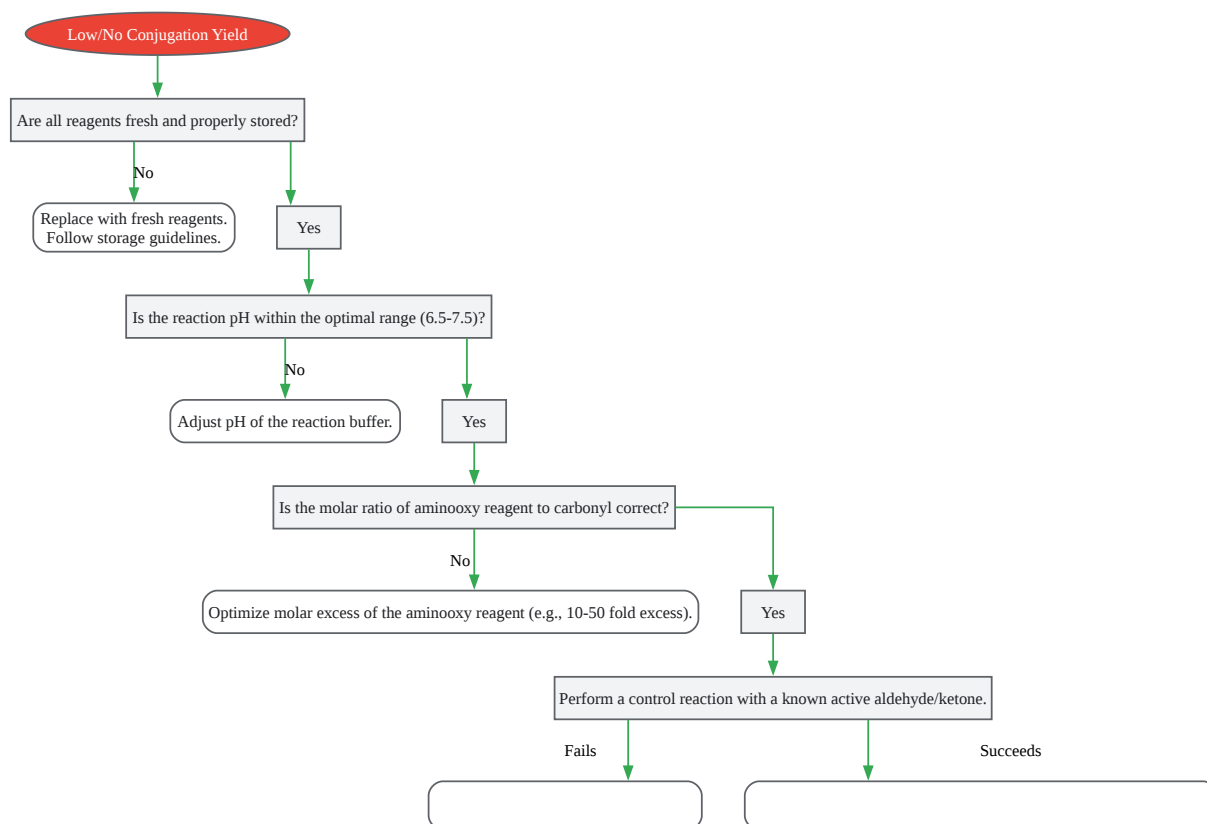 Low/No Conjugation Yield
Are all reagents fresh and properly stored?
No
Replace with fresh reagents.
Follow storage guidelines.
Yes
Is the reaction pH within the optimal range (6.5-7.5)?
No
Adjust pH of the reaction buffer.
Yes
Is the molar ratio of aminooxy reagent to carbonyl correct?
No
Optimize molar excess of the aminooxy reagent (e.g., 10-50 fold excess).
Yes
Perform a control reaction with a known active aldehyde/ketone.
Fails
Succeeds